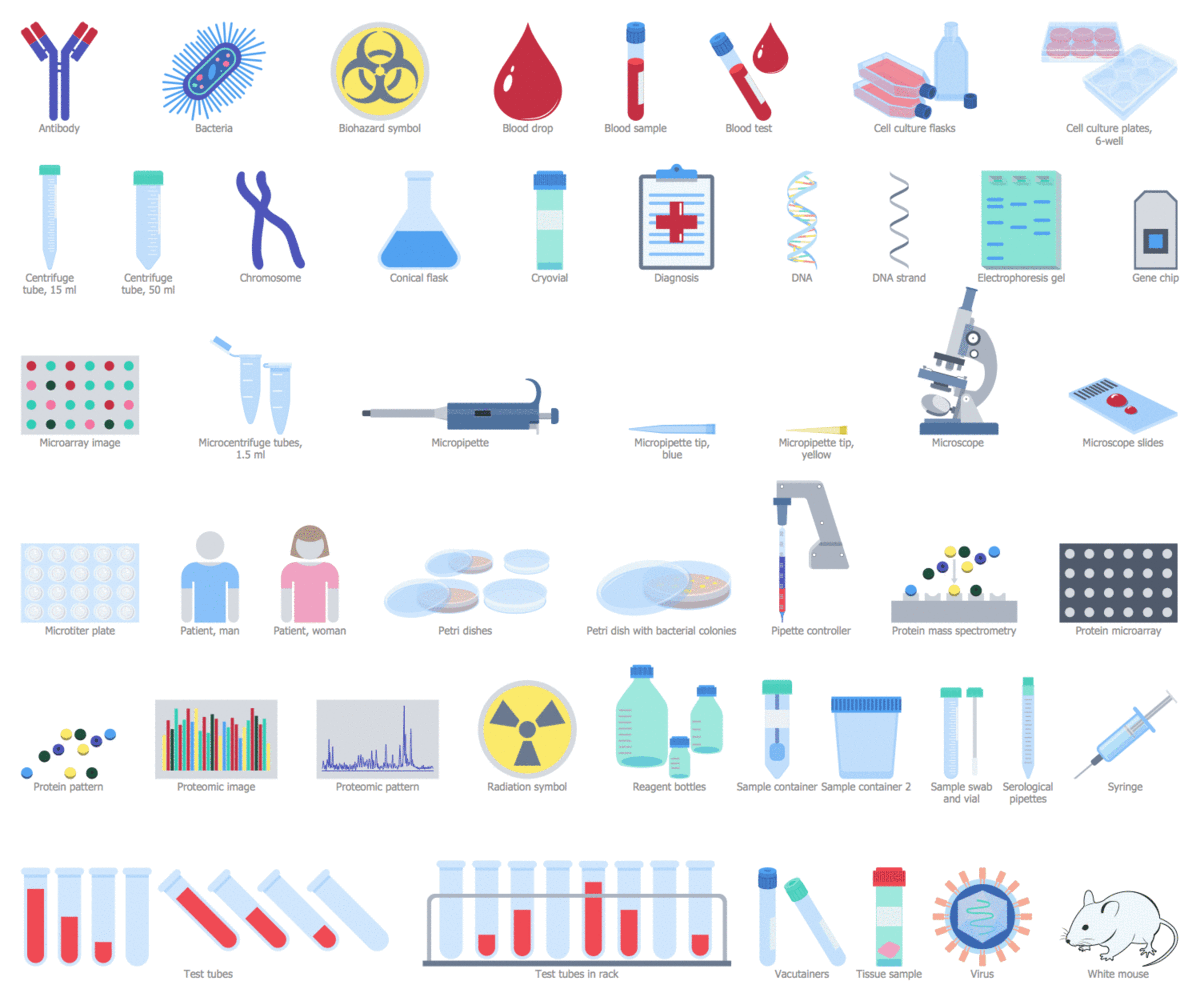 Antibody
Bacteria
Biohazard symbol
Blood drop
Blood sample
Blood test
Cell culture flasks
Cell culture plates,
6-well
Centrifuge
tube, 15 ml
Centrifuge
tube, 50 ml
Chromosome
Conical flask
Cryovial
Diagnosis
DNA
DNA strand
Electrophoresis gel
Gene chip
Microarray image
Microcentrifuge tubes,
1.5 ml
Micropipette
Micropipette tip,
blue
Micropipette tip,
yellow
Microscope
Microscope slides
Microtiter plate
Patient, man
Patient, woman
Petri dishes
Petri dish with bacterial colonies
Pipette controller
Protein mass spectrometry
Protein microarray
Protein pattern
Proteomic image
Proteomic pattern
Radiation symbol
Reagent bottles
Sample container
Sample container 2
Sample swab
and vial
Serological
pipettes
Syringe
Test tubes
Test tubes in rack
Vacutainers
Tissue sample
Virus
White mouse